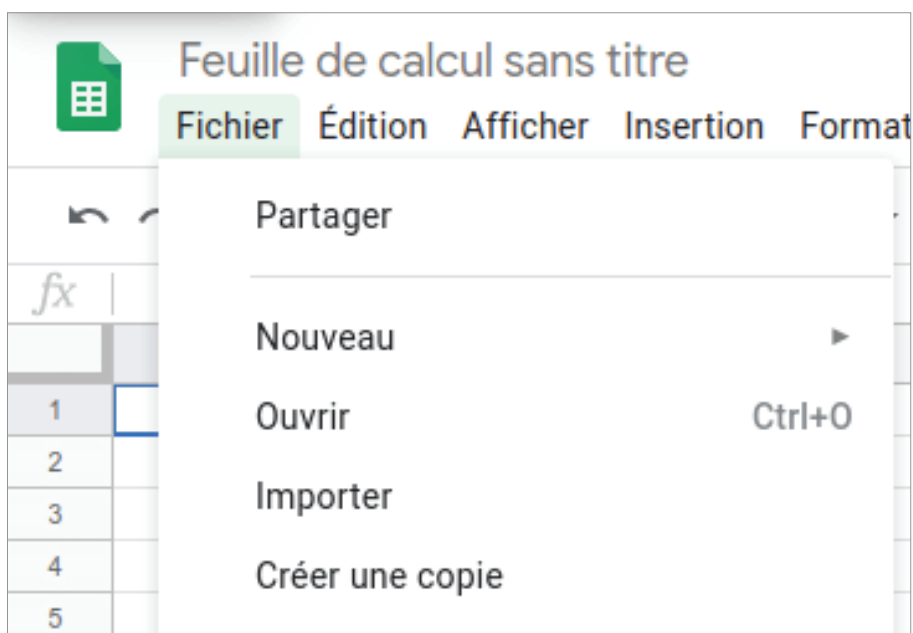 Feuille de calcul sans titre
Fichier Édition Afficher Insertion Format
Partager
fx
Nouveau
1 Ouvrir Ctrl+O
2
3 Importer
4 Créer une copie
5